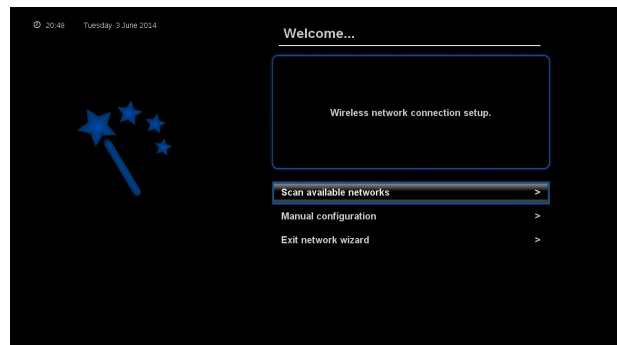 20:48 Tuesday 3 June 2014
Welcome...
Wireless network connection setup.
Scan available networks >
Manual configuration >
Exit network wizard >